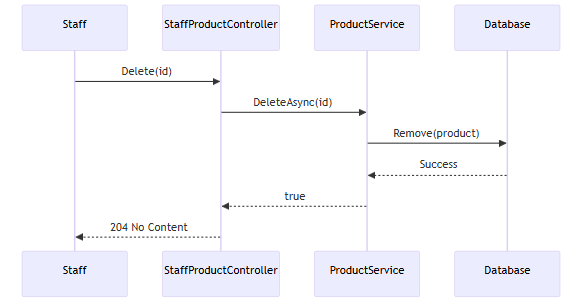 Staff StaffProductController ProductService Database
Delete(id)
DeleteAsync(id)
Remove(product)
Success
true
204 No Content
Staff StaffProductController ProductService Database